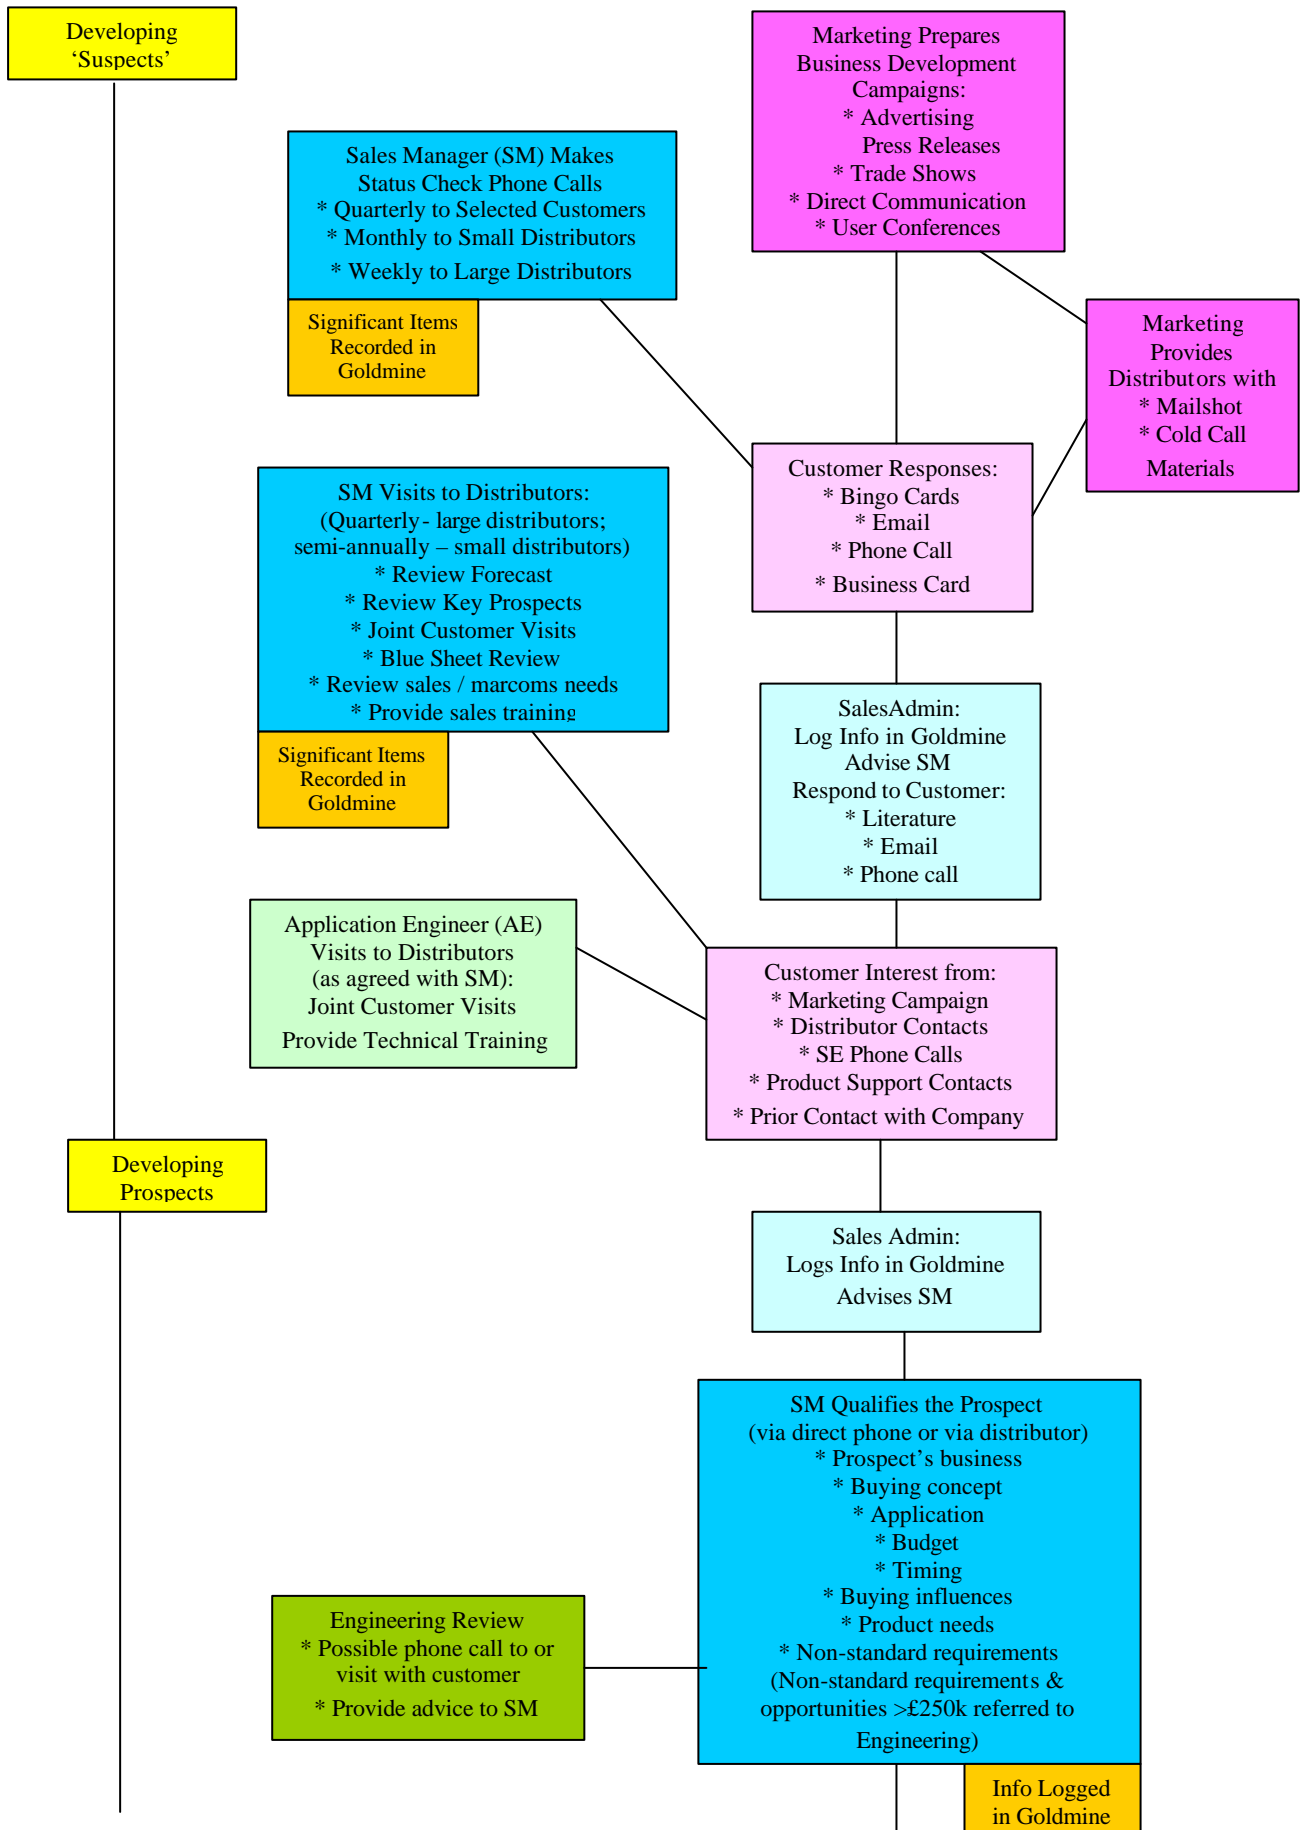 Developing
‘Suspects’
Marketing Prepares
Business Development
Campaigns:
* Advertising
Press Releases
* Trade Shows
* Direct Communication
* User Conferences
Sales Manager (SM) Makes
Status Check Phone Calls
* Quarterly to Selected Customers
* Monthly to Small Distributors
* Weekly to Large Distributors
Significant Items
Recorded in
Goldmine
Marketing
Provides
Distributors with
* Mailshot
* Cold Call
Materials
Customer Responses:
* Bingo Cards
* Email
* Phone Call
* Business Card
SM Visits to Distributors:
(Quarterly- large distributors;
semi-annually – small distributors)
* Review Forecast
* Review Key Prospects
* Joint Customer Visits
* Blue Sheet Review
* Review sales / marcoms needs
* Provide sales training
Significant Items
Recorded in
Goldmine
SalesAdmin:
Log Info in Goldmine
Advise SM
Respond to Customer:
* Literature
* Email
* Phone call
Application Engineer (AE)
Visits to Distributors
(as agreed with SM):
Joint Customer Visits
Provide Technical Training
Customer Interest from:
* Marketing Campaign
* Distributor Contacts
* SE Phone Calls
* Product Support Contacts
* Prior Contact with Company
Developing
Prospects
Sales Admin:
Logs Info in Goldmine
Advises SM
SM Qualifies the Prospect
(via direct phone or via distributor)
* Prospect’s business
* Buying concept
* Application
* Budget
* Timing
* Buying influences
* Product needs
* Non-standard requirements
(Non-standard requirements &
opportunities >£250k referred to
Engineering)
Engineering Review
* Possible phone call to or
visit with customer
* Provide advice to SM
Info Logged
in Goldmine